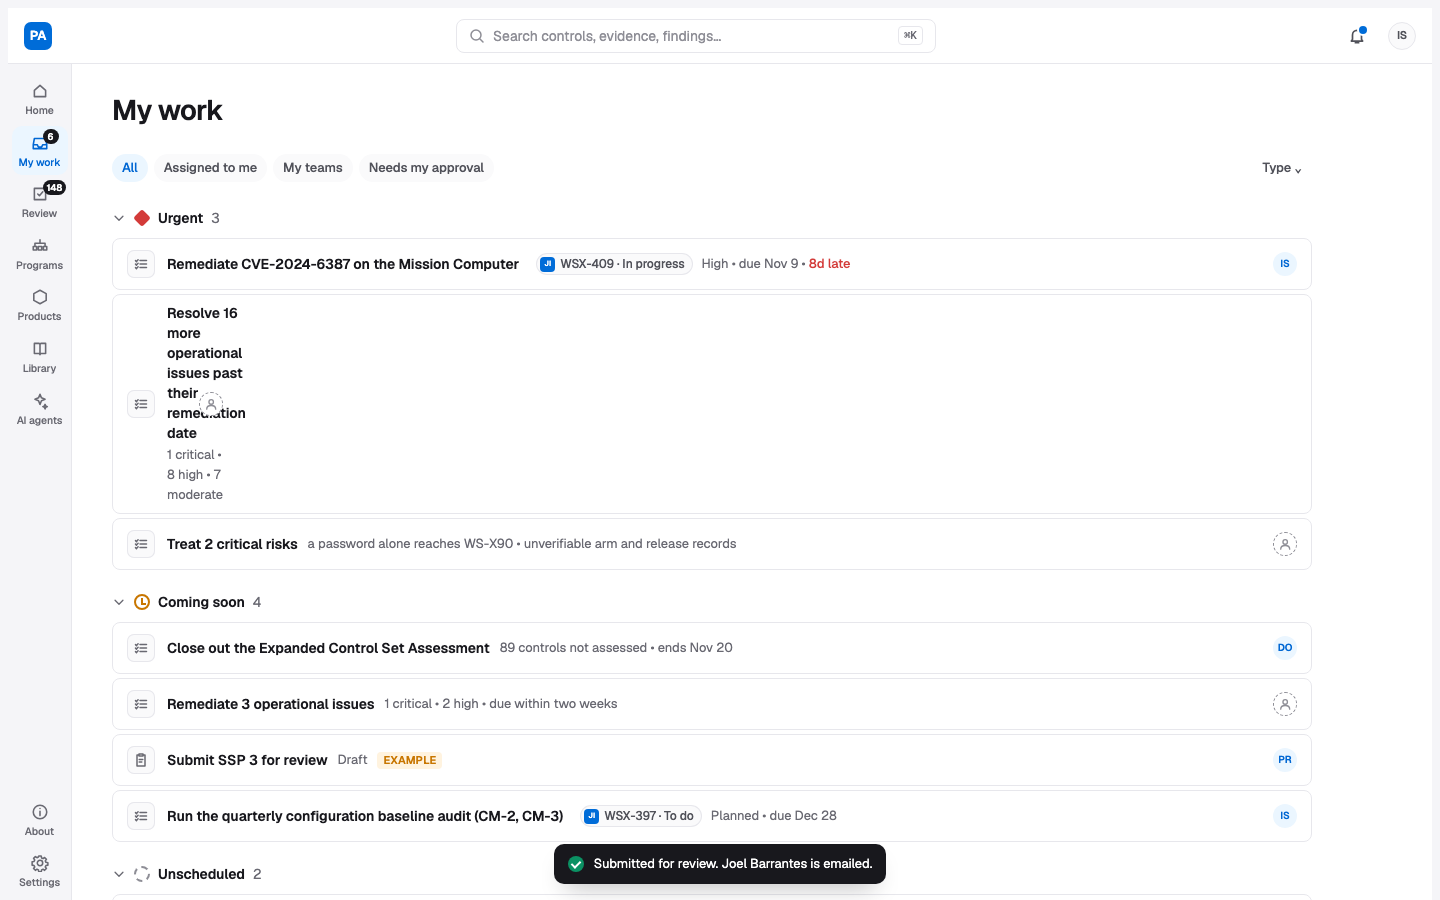 PA
Search controls, evidence, findings...
⌘K
IS
Home
6
My work
148
Review
Programs
Products
Library
AI agents
About
Settings
My work
All
Assigned to me
My teams
Needs my approval
Type
Urgent 3
Remediate CVE-2024-6387 on the Mission Computer
JI WSX-409 · In progress
High • due Nov 9 • 8d late
IS
Resolve 16
more
operational
issues past
their
remediation
date
1 critical •
8 high • 7
moderate
Treat 2 critical risks
a password alone reaches WS-X90 • unverifiable arm and release records
Coming soon 4
Close out the Expanded Control Set Assessment
89 controls not assessed • ends Nov 20
DO
Remediate 3 operational issues
1 critical • 2 high • due within two weeks
Submit SSP 3 for review
Draft
EXAMPLE
PR
Run the quarterly configuration baseline audit (CM-2, CM-3)
JI WSX-397 · To do
Planned • due Dec 28
IS
Unscheduled 2
Submitted for review. Joel Barrantes is emailed.